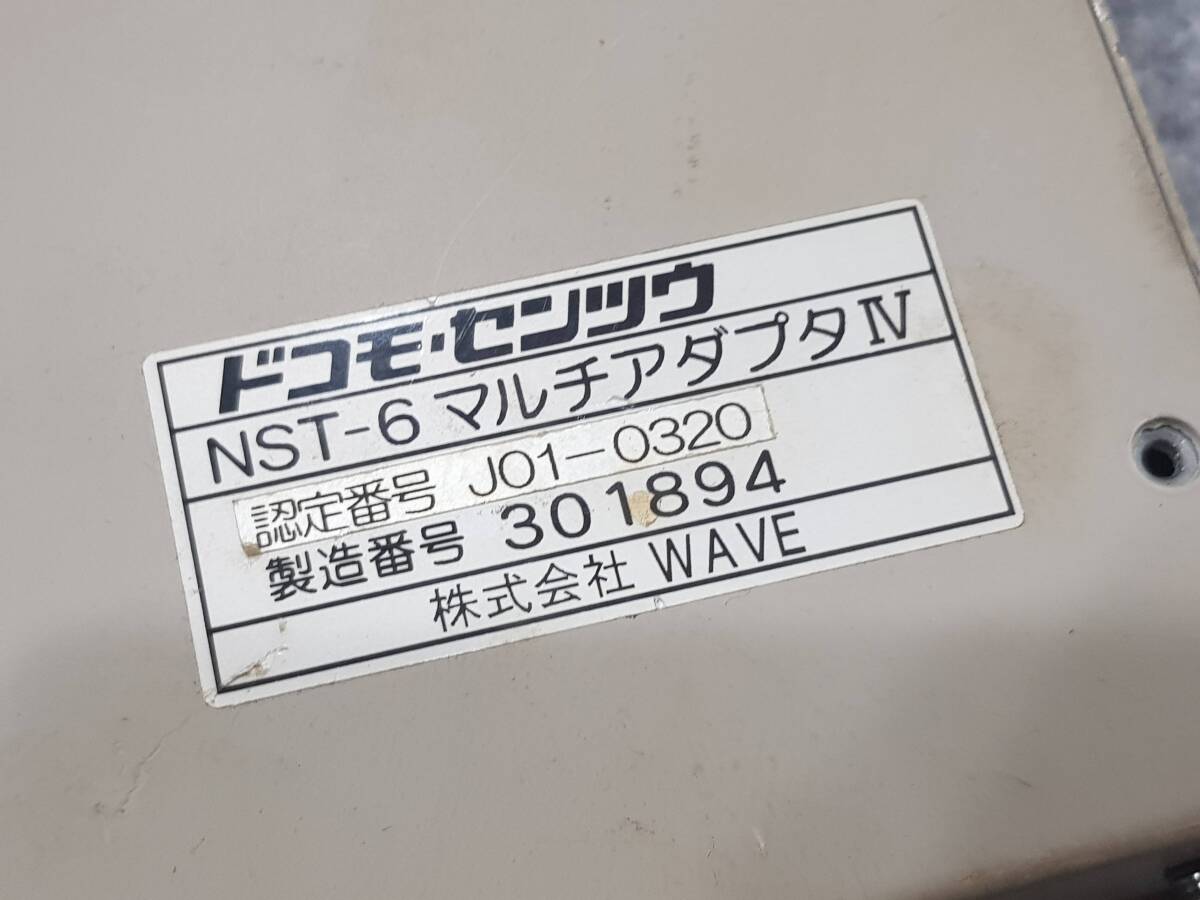 ドコモ・センツウ
NST-6 マルチアダプタⅣ
認定番号 J01-0320
製造番号 301894
株式会社 WAVE